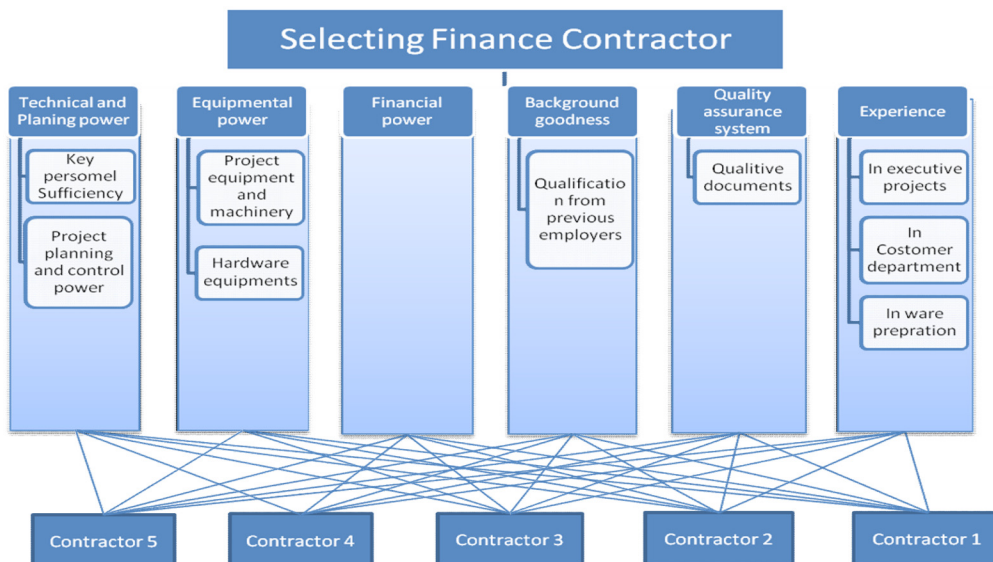 Selecting Finance Contractor
Technical and
Planing power
Equipmental
power
Financial
power
Background
goodness
Quality
assurance
system
Experience
Key
personmel
Sufficiency
Project
planning
and control
power
Project
equipment
and
machinery
Hardware
equipments
Qualificatio
n from
previous
employers
Qualitive
documents
In executive
projects
In
Costomer
department
In ware
prepration
Contractor 5
Contractor 4
Contractor 3
Contractor 2
Contractor 1